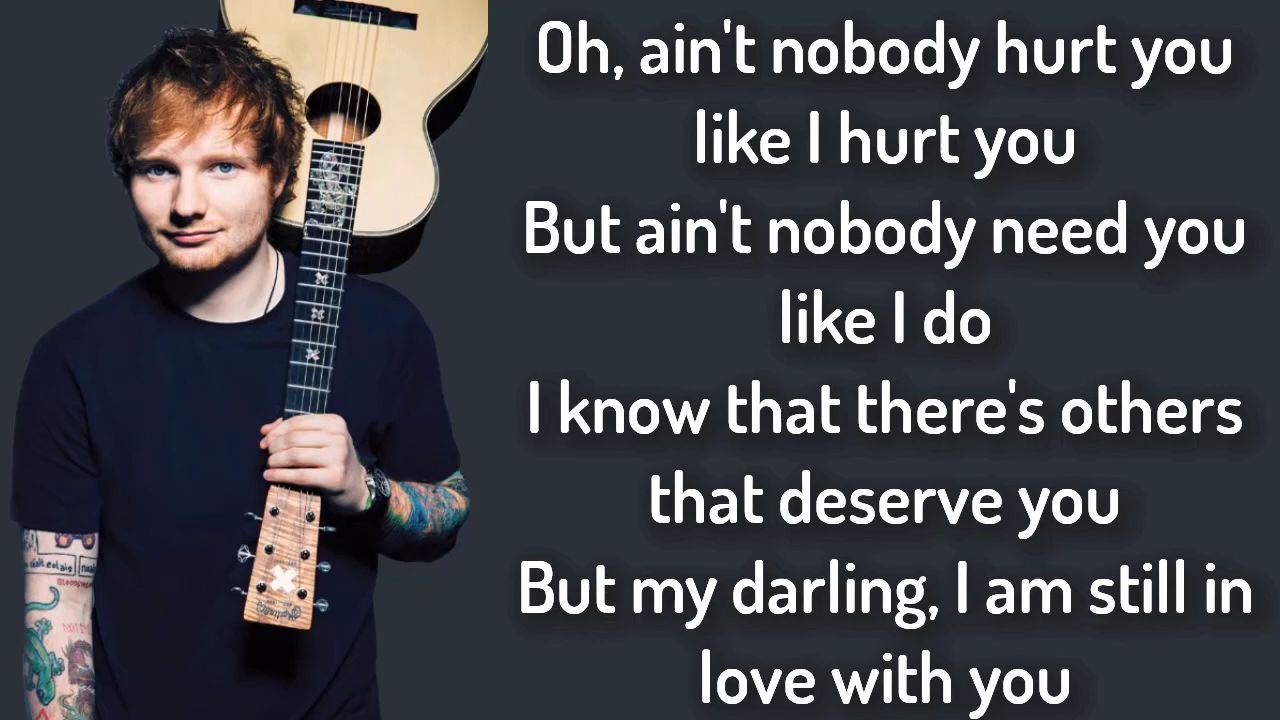 Oh, ain't nobody hurt you
like I hurt you
But ain't nobody need you
like I do
I know that there's others
that deserve you
But my darling, I am still in
love with you